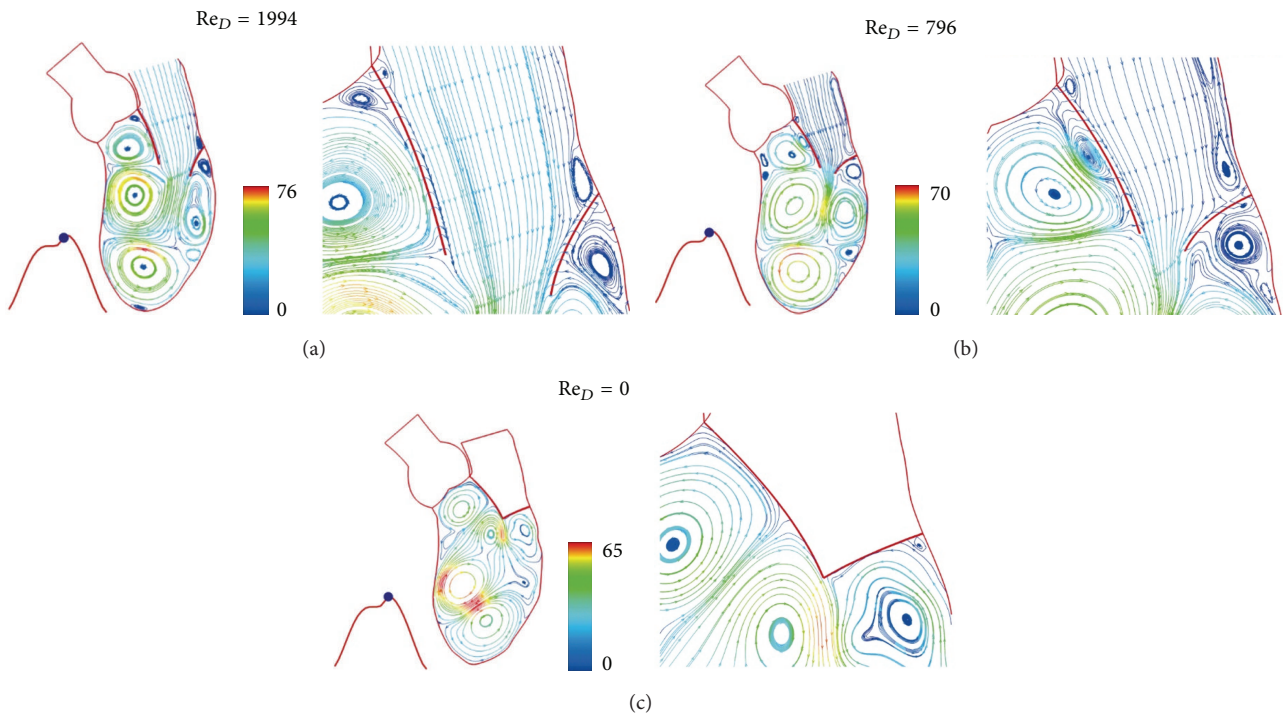 Re_D = 1994
76
0
(a)
Re_D = 796
70
0
(b)
Re_D = 0
65
0
(c)